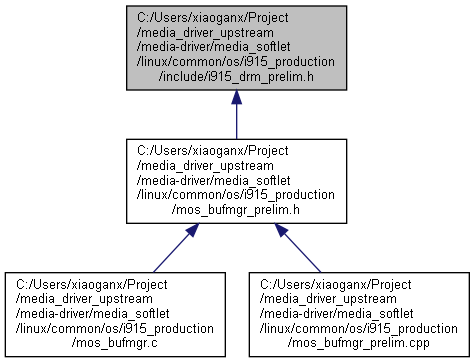 C:/Users/xiaoganx/Project
/media_driver_upstream
/media-driver/media_softlet
/linux/common/os/i915_production
/include/i915_drm_prelim.h
C:/Users/xiaoganx/Project
/media_driver_upstream
/media-driver/media_softlet
/linux/common/os/i915_production
/mos_bufmgr_prelim.h
C:/Users/xiaoganx/Project
/media_driver_upstream
/media-driver/media_softlet
/linux/common/os/i915_production
/mos_bufmgr.c
C:/Users/xiaoganx/Project
/media_driver_upstream
/media-driver/media_softlet
/linux/common/os/i915_production
/mos_bufmgr_prelim.cpp